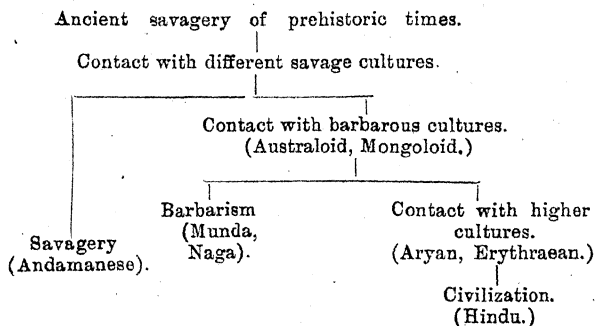 Ancient savagery of prehistoric times.
Contact with different savage cultures.
Contact with barbarous cultures.
(Australoid, Mongoloid.)
Savagery
(Andamanese).
Barbarism
(Munda,
Naga).
Contact with higher
cultures.
(Aryan, Erythraean.)
Civilization.
(Hindu.)